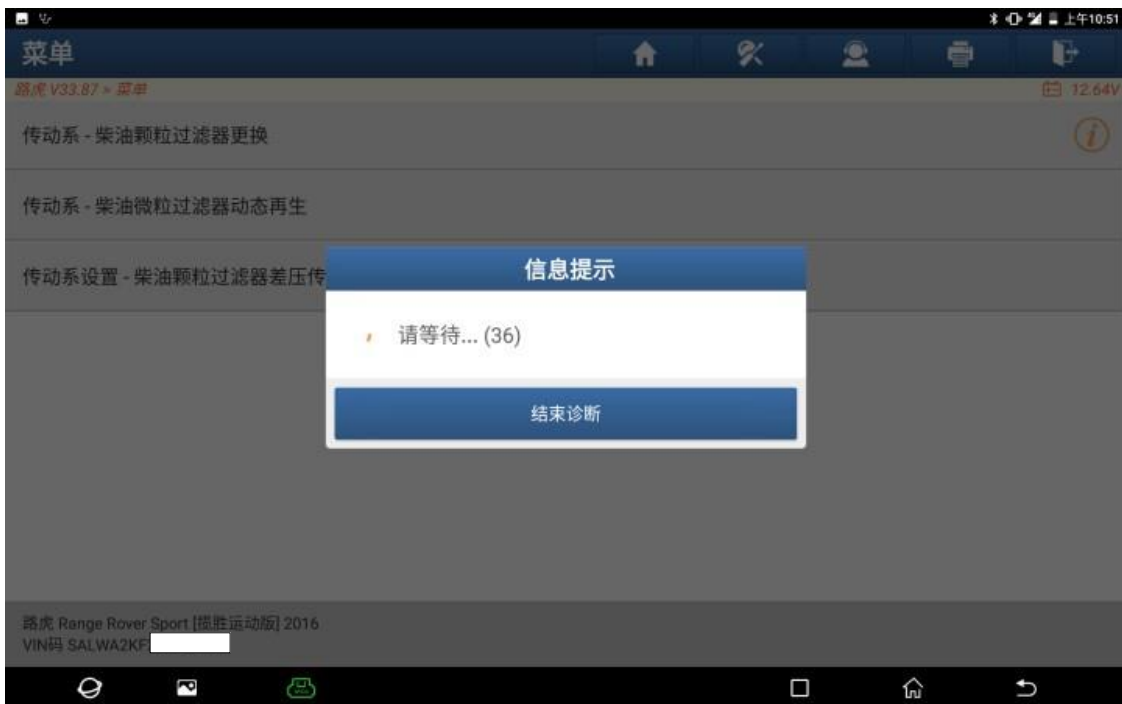 上午10:51
菜单
路虎 V33.87 » 菜单
12.64V
传动系 - 柴油颗粒过滤器更换
传动系 - 柴油微粒过滤器动态再生
传动系设置 - 柴油颗粒过滤器差压传
信息提示
请等待... (36)
结束诊断
路虎 Range Rover Sport [揽胜运动版] 2016
VIN码 SALWA2KF